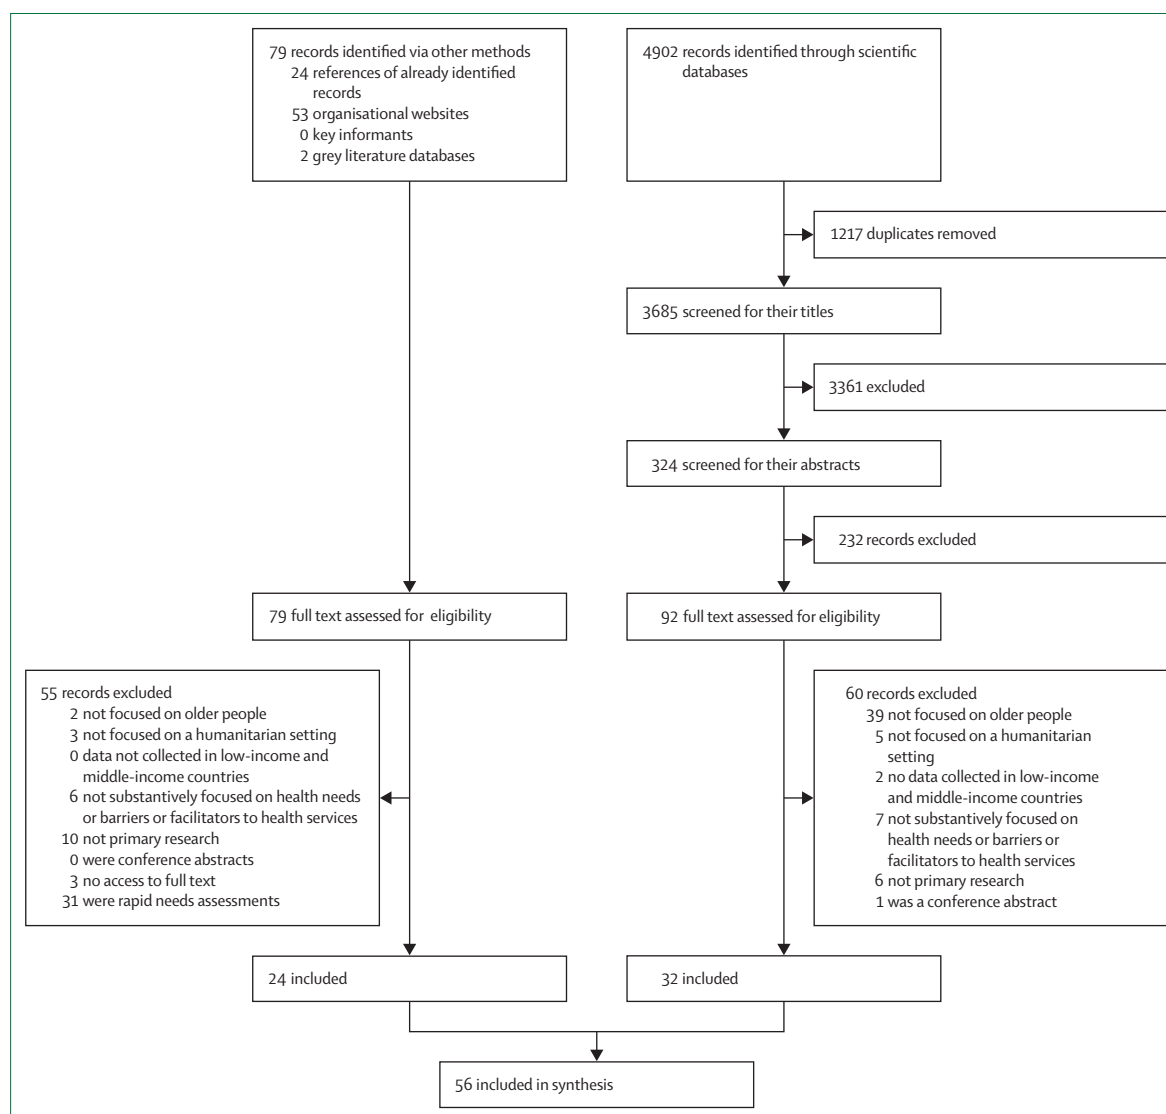 79 records identified via other methods
24 references of already identified
records
53 organisational websites
0 key informants
2 grey literature databases
4902 records identified through scientific
databases
1217 duplicates removed
3685 screened for their titles
3361 excluded
324 screened for their abstracts
232 records excluded
79 full text assessed for eligibility
92 full text assessed for eligibility
55 records excluded
2 not focused on older people
3 not focused on a humanitarian setting
0 data not collected in low-income and
middle-income countries
6 not substantively focused on health needs
or barriers or facilitators to health services
10 not primary research
0 were conference abstracts
3 no access to full text
31 were rapid needs assessments
60 records excluded
39 not focused on older people
5 not focused on a humanitarian
setting
2 no data collected in low-income
and middle-income countries
7 not substantively focused on
health needs or barriers or
facilitators to health services
6 not primary research
1 was a conference abstract
24 included
32 included
56 included in synthesis